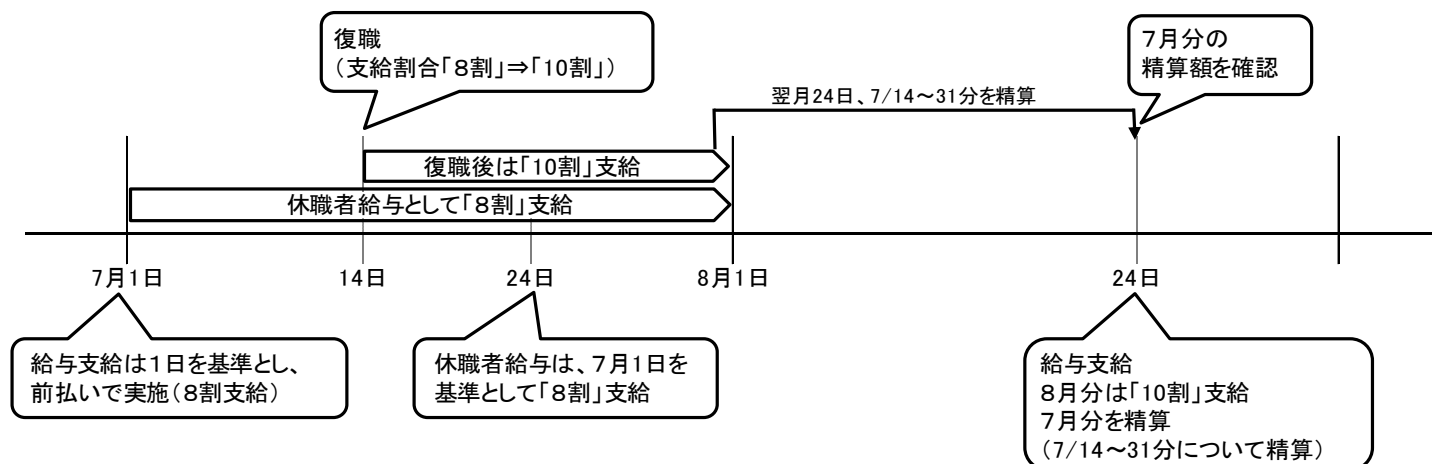 復職
（支給割合「８割」⇒「10割」）
７月分の
精算額を確認
翌月24日、7/14～31分を精算
復職後は「10割」支給
休職者給与として「８割」支給
７月１日
14日
24日
８月１日
24日
給与支給は１日を基準とし、
前払いで実施（８割支給）
休職者給与は、７月１日を
基準として「８割」支給
給与支給
８月分は「10割」支給
７月分を精算
（7/14～31分について精算）